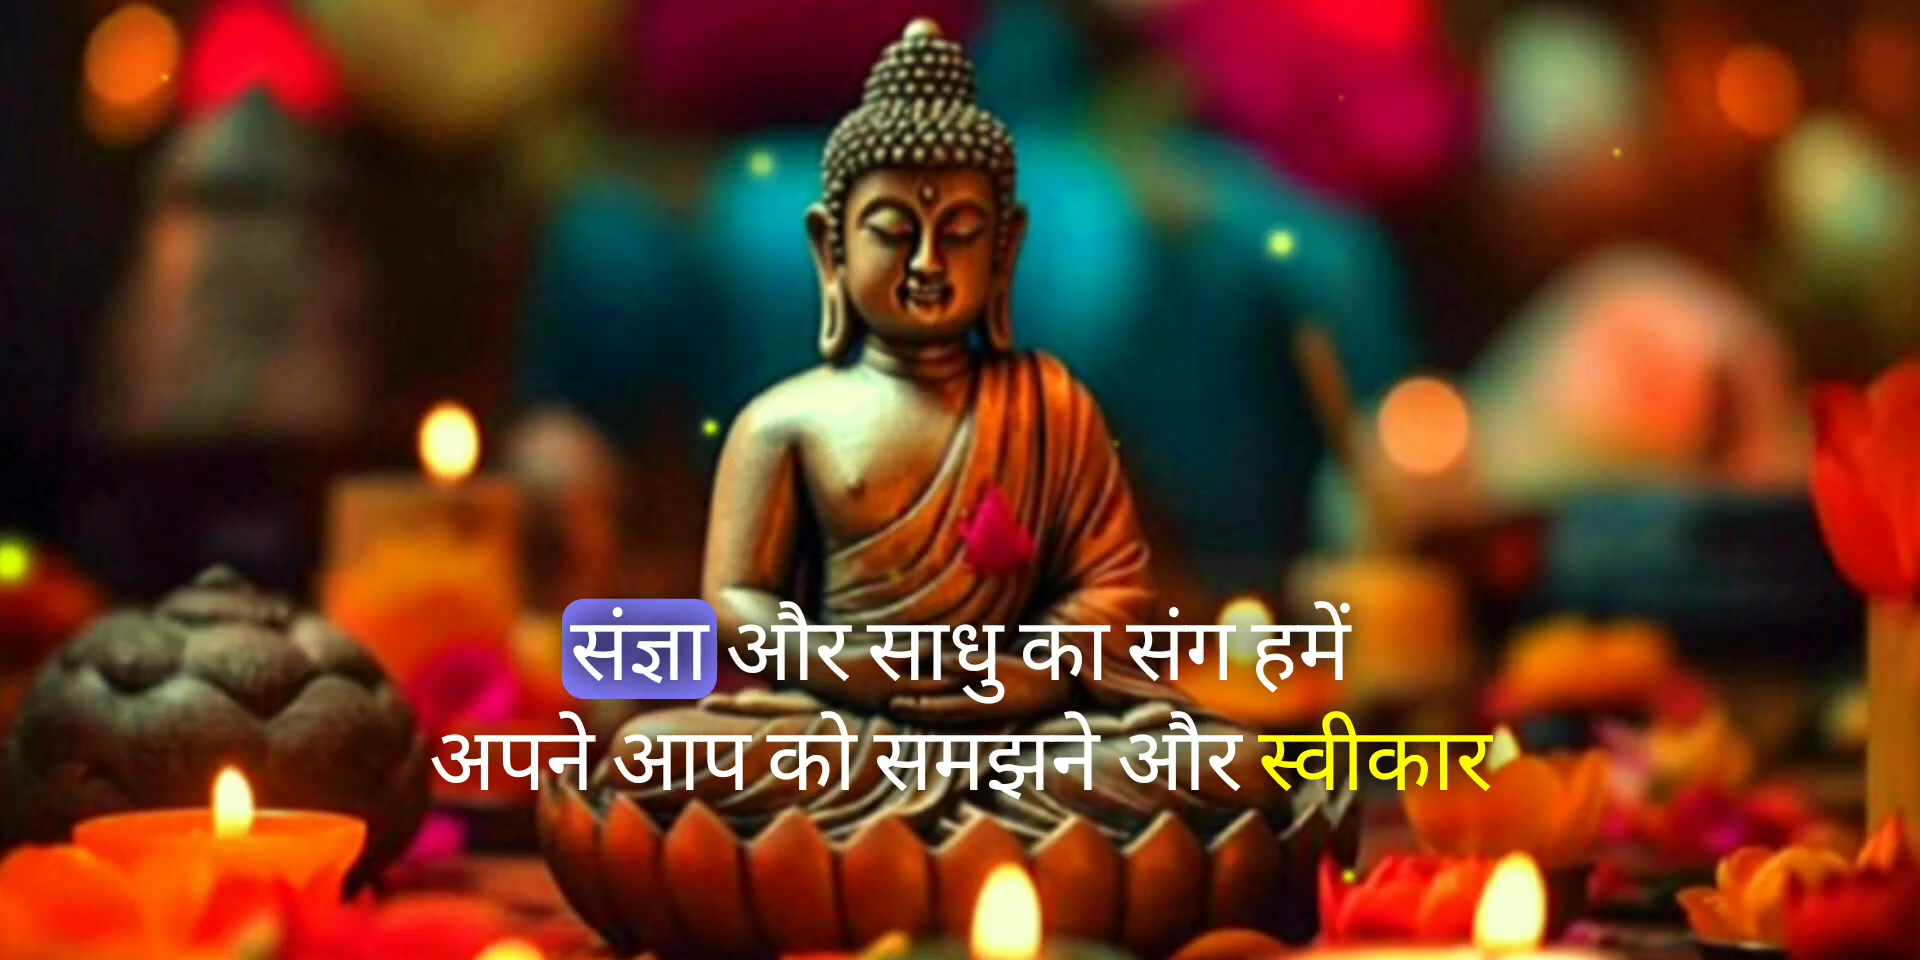 संज्ञा और साधु का संग हमें
अपने आप को समझने और स्वीकार